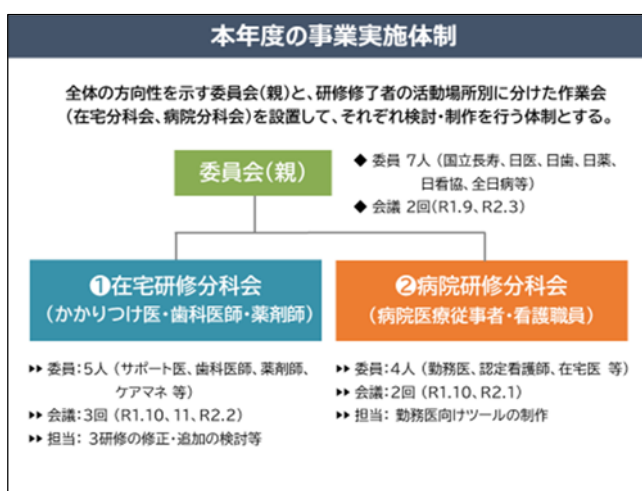 本年度の事業実施体制
全体の方向性を示す委員会(親)と、研修修了者の活動場所別に分けた作業会
(在宅分科会、病院分科会)を設置して、それぞれ検討・制作を行う体制とする。
委員会(親)
◆ 委員 7人 (国立長寿、日医、日歯、日薬、
日看協、全日病等)
◆ 会議 2回(R1.9、R2.3)
❶在宅研修分科会
(かかりつけ医・歯科医師・薬剤師)
▸▸ 委員:5人 (サポート医、歯科医師、薬剤師、
ケアマネ 等)
▸▸ 会議:3回 (R1.10、11、R2.2)
▸▸ 担当: 3研修の修正・追加の検討等
❷病院研修分科会
(病院医療従事者・看護職員)
▸▸ 委員:4人 (勤務医、認定看護師、在宅医 等)
▸▸ 会議:2回 (R1.10、R2.1)
▸▸ 担当: 勤務医向けツールの制作